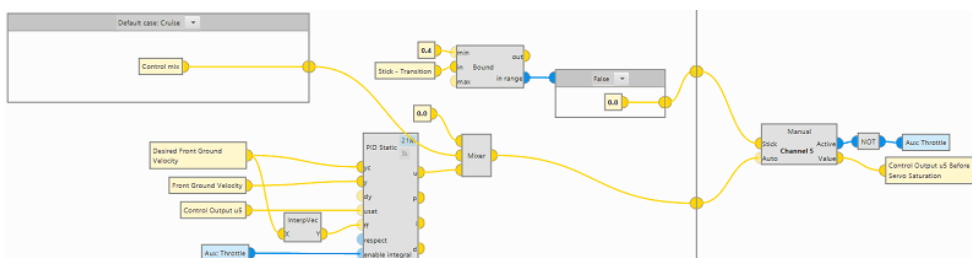 Default case: Cruise
Control mix
0.4
Stick - Transition
min
in
max
Bound
out
in range
False
0.0
0.0
Mixer
Desired Front Ground
Velocity
Front Ground Velocity
Control Output u5
InterpVec
X
Y
Aux: Throttle
PID Static
yc
y
dy
usat
ff
respect
enable integral
u
p
i
d
Manual
Channel 5
Stick
Auto
Active
Value
NOT
Aux: Throttle
Control Output u5 Before
Servo Saturation